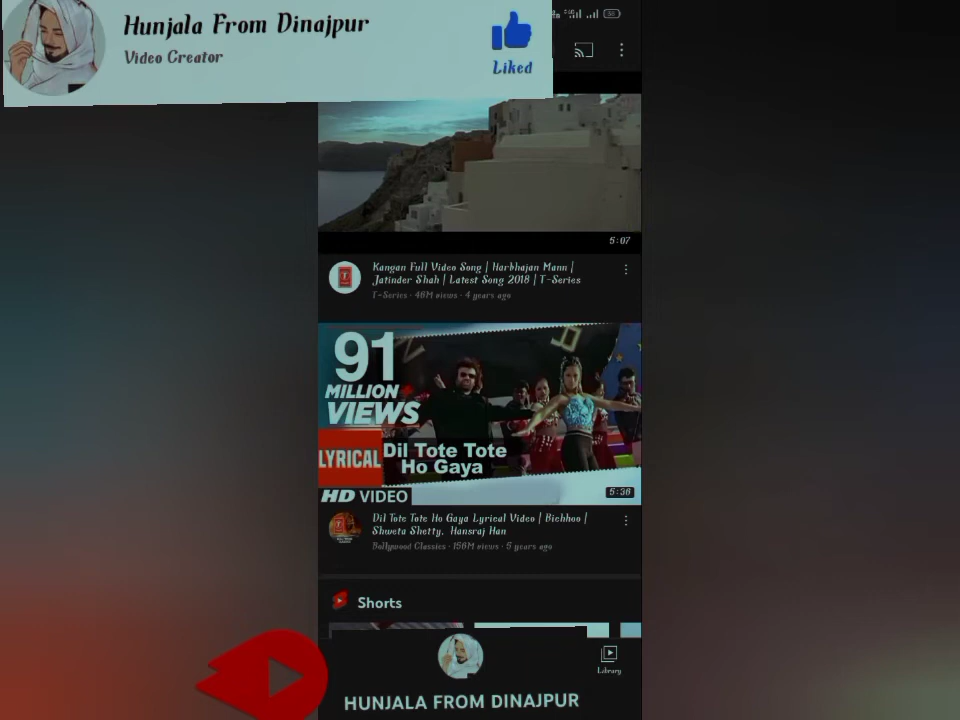 Hunjala From Dinajpur
Video Creator
Liked
5:07
Kangan Full Video Song | Harbhajan Mann |
Jatinder Shah | Latest Song 2018 | T-Series
T-Series · 46M views · 4 years ago
91
MILLION
VIEWS
LYRICAL
Dil Tote Tote
Ho Gaya
HD VIDEO
5:36
Dil Tote Tote Ho Gaya Lyrical Video | Bichhoo |
Shweta Shetty, Hansraj Han
Bollywood Classics · 156M views · 5 years ago
Shorts
Library
HUNJALA FROM DINAJPUR